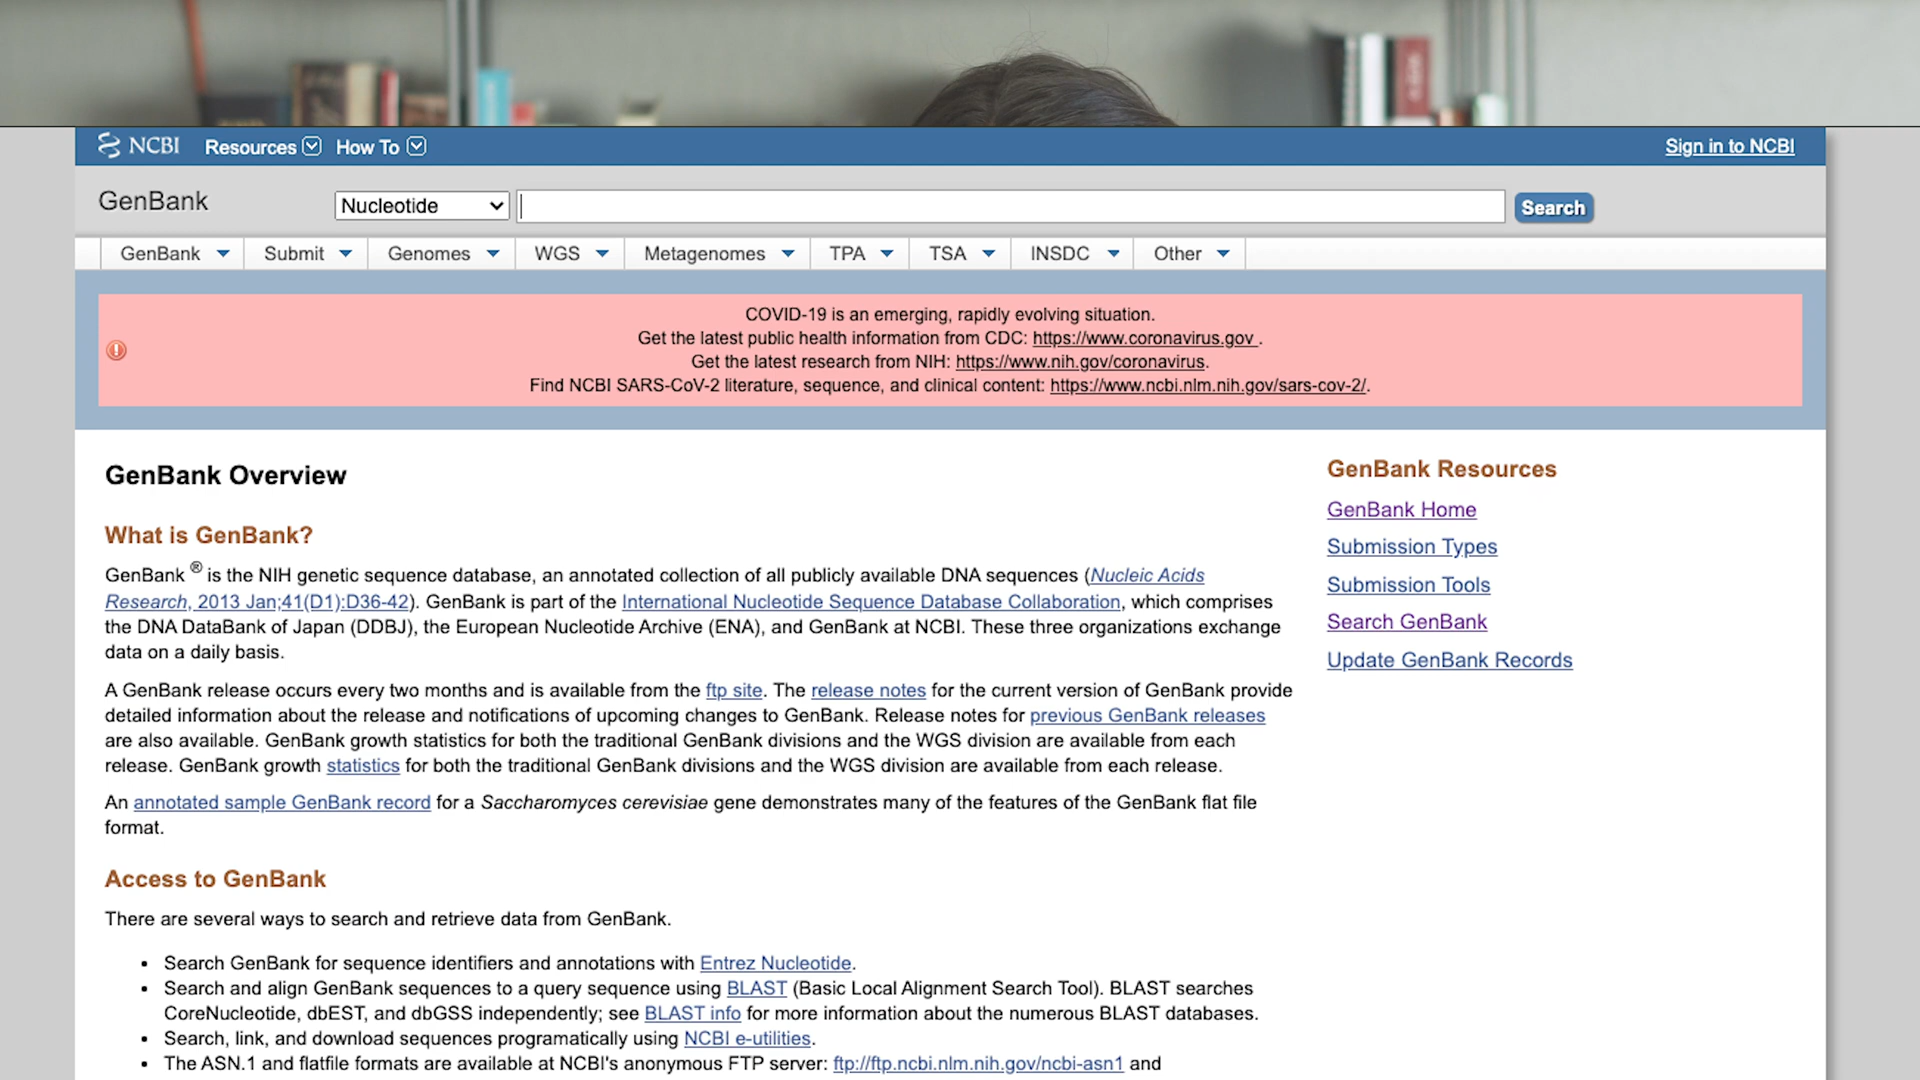 NCBI Resources How To Sign in to NCBI
GenBank Nucleotide Search
GenBank Submit Genomes WGS Metagenomes TPA TSA INSDC Other
COVID-19 is an emerging, rapidly evolving situation.
Get the latest public health information from CDC: https://www.coronavirus.gov .
Get the latest research from NIH: https://www.nih.gov/coronavirus.
Find NCBI SARS-CoV-2 literature, sequence, and clinical content: https://www.ncbi.nlm.nih.gov/sars-cov-2/.
GenBank Overview
What is GenBank?
GenBank ® is the NIH genetic sequence database, an annotated collection of all publicly available DNA sequences (Nucleic Acids
Research, 2013 Jan;41(D1):D36-42). GenBank is part of the International Nucleotide Sequence Database Collaboration, which comprises
the DNA DataBank of Japan (DDBJ), the European Nucleotide Archive (ENA), and GenBank at NCBI. These three organizations exchange
data on a daily basis.
A GenBank release occurs every two months and is available from the ftp site. The release notes for the current version of GenBank provide
detailed information about the release and notifications of upcoming changes to GenBank. Release notes for previous GenBank releases
are also available. GenBank growth statistics for both the traditional GenBank divisions and the WGS division are available from each
release. GenBank growth statistics for both the traditional GenBank divisions and the WGS division are available from each release.
An annotated sample GenBank record for a Saccharomyces cerevisiae gene demonstrates many of the features of the GenBank flat file
format.
Access to GenBank
There are several ways to search and retrieve data from GenBank.
• Search GenBank for sequence identifiers and annotations with Entrez Nucleotide.
• Search and align GenBank sequences to a query sequence using BLAST (Basic Local Alignment Search Tool). BLAST searches
CoreNucleotide, dbEST, and dbGSS independently; see BLAST info for more information about the numerous BLAST databases.
• Search, link, and download sequences programatically using NCBI e-utilities.
• The ASN.1 and flatfile formats are available at NCBI's anonymous FTP server: ftp://ftp.ncbi.nlm.nih.gov/ncbi-asn1 and
GenBank Resources
GenBank Home
Submission Types
Submission Tools
Search GenBank
Update GenBank Records